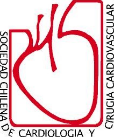 SOCIEDAD CHILENA DE
CARDIOLOGIA Y
CIRUGIA CARDIOVASCULAR